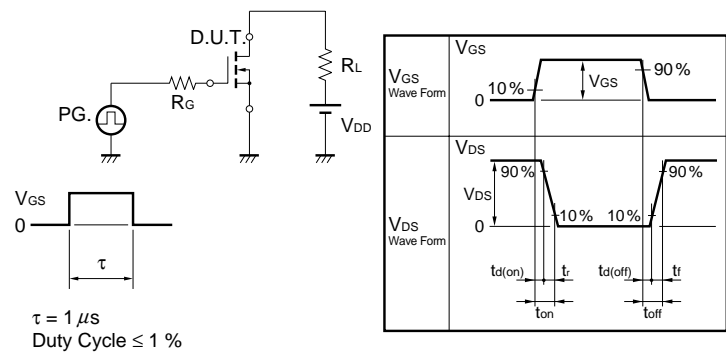 D.U.T.
RL
RG
PG.
VDD
VGS
0
τ
τ = 1 μs
Duty Cycle ≤ 1 %
VGS
Wave Form
VGS
10 %
VGS
90 %
0
VDS
Wave Form
VDS
90 %
VDS
90 %
10 % 10 %
0
td(on) tr td(off) tf
ton toff